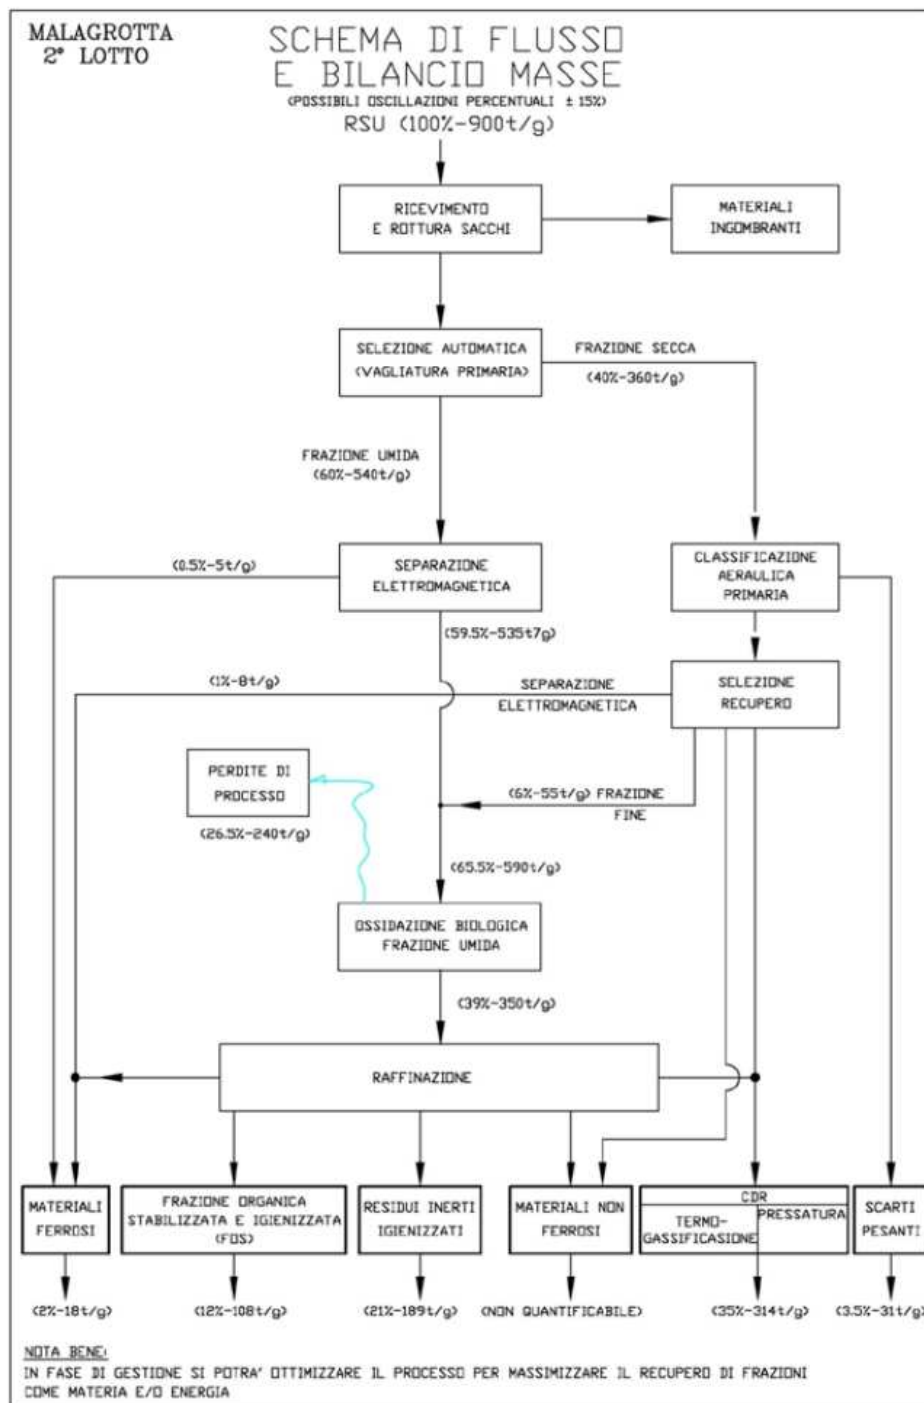 MALAGROTTA
2° LOTTO
SCHEMA DI FLUSSO
E BILANCIO MASSE
(POSSIBILI OSCILLAZIONI PERCENTUALI ± 15%)
RSU (100%-900t/g)
RICEVIMENTO
E ROTTURA SACCHI
MATERIALI
INGOMBRANTI
SELEZIONE AUTOMATICA
(VAGLIATURA PRIMARIA)
FRAZIONE SECCA
(40%-360t/g)
FRAZIONE UMIDA
(60%-540t/g)
(0.5%-5t/g)
SEPARAZIONE
ELETTROMAGNETICA
CLASSIFICAZIONE
AERAULICA
PRIMARIA
(59.5%-535t7g)
(1%-8t/g)
SEPARAZIONE
ELETTROMAGNETICA
SELEZIONE
RECUPERO
PERDITE DI
PROCESSO
(26.5%-240t/g)
(6%-55t/g) FRAZIONE
FINE
(65.5%-590t/g)
OSSIDAZIONE BIOLOGICA
FRAZIONE UMIDA
(39%-350t/g)
RAFFINAZIONE
MATERIALI
FERROSI
FRAZIONE ORGANICA
STABILIZZATA E IGIENIZZATA
(FOS)
RESIDUI INERTI
IGIENIZZATI
MATERIALI NON
FERROSI
CDR
PRESSATURA
TERMO-
GASSIFICASIONE
SCARTI
PESANTI
(2%-18t/g)
(12%-108t/g)
(21%-189t/g)
(NON QUANTIFICABILE)
(35%-314t/g)
(3.5%-31t/g)
NOTA BENE:
IN FASE DI GESTIONE SI POTRA' OTTIMIZZARE IL PROCESSO PER MASSIMIZZARE IL RECUPERO DI FRAZIONI
COME MATERIA E/O ENERGIA